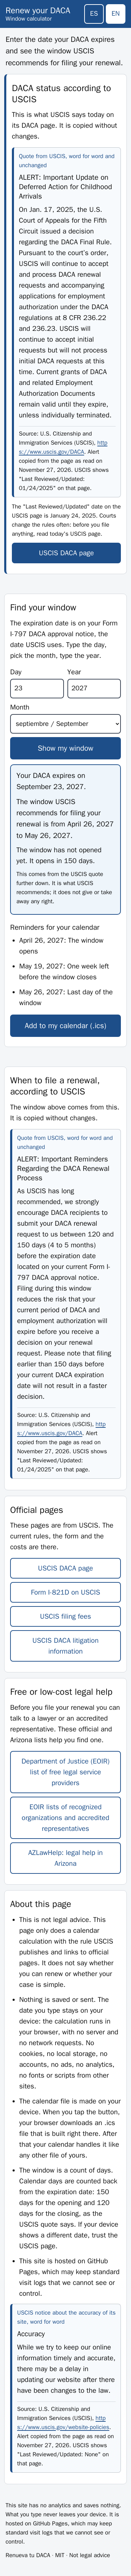 Renew your DACA
Window calculator
ES
EN
Enter the date your DACA expires
and see the window USCIS
recommends for filing your renewal.
DACA status according to
USCIS
This is what USCIS says today on
its DACA page. It is copied without
changes.
Quote from USCIS, word for word and
unchanged
ALERT: Important Update on
Deferred Action for Childhood
Arrivals
On Jan. 17, 2025, the U.S.
Court of Appeals for the Fifth
Circuit issued a decision
regarding the DACA Final Rule.
Pursuant to the court's order,
USCIS will continue to accept
and process DACA renewal
requests and accompanying
applications for employment
authorization under the DACA
regulations at 8 CFR 236.22
and 236.23. USCIS will
continue to accept initial
requests but will not process
initial DACA requests at this
time. Current grants of DACA
and related Employment
Authorization Documents
remain valid until they expire,
unless individually terminated.
Source: U.S. Citizenship and
Immigration Services (USCIS), http
s://www.uscis.gov/DACA. Alert
copied from the page as read on
November 27, 2026. USCIS shows
"Last Reviewed/Updated:
01/24/2025" on that page.
The "Last Reviewed/Updated" date on the
USCIS page is January 24, 2025. Courts
change the rules often: before you file
anything, read today's USCIS page.
USCIS DACA page
Find your window
The expiration date is on your Form
I-797 DACA approval notice, the
date USCIS uses. Type the day,
pick the month, type the year.
Day
Year
23
2027
Month
septiembre / September
Show my window
Your DACA expires on
September 23, 2027.
The window USCIS
recommends for filing your
renewal is from April 26, 2027
to May 26, 2027.
The window has not opened
yet. It opens in 150 days.
This comes from the USCIS quote
further down. It is what USCIS
recommends; it does not give or take
away any right.
Reminders for your calendar
April 26, 2027: The window
opens
May 19, 2027: One week left
before the window closes
May 26, 2027: Last day of the
window
Add to my calendar (.ics)
When to file a renewal,
according to USCIS
The window above comes from this.
It is copied without changes.
Quote from USCIS, word for word and
unchanged
ALERT: Important Reminders
Regarding the DACA Renewal
Process
As USCIS has long
recommended, we strongly
encourage DACA recipients to
submit your DACA renewal
request to us between 120 and
150 days (4 to 5 months)
before the expiration date
located on your current Form I-
797 DACA approval notice.
Filing during this window
reduces the risk that your
current period of DACA and
employment authorization will
expire before you receive a
decision on your renewal
request. Please note that filing
earlier than 150 days before
your current DACA expiration
date will not result in a faster
decision.
Source: U.S. Citizenship and
Immigration Services (USCIS), http
s://www.uscis.gov/DACA. Alert
copied from the page as read on
November 27, 2026. USCIS shows
"Last Reviewed/Updated:
01/24/2025" on that page.
Official pages
These pages are from USCIS. The
current rules, the form and the
costs are there.
USCIS DACA page
Form I-821D on USCIS
USCIS filing fees
USCIS DACA litigation
information
Free or low-cost legal help
Before you file your renewal you can
talk to a lawyer or an accredited
representative. These official and
Arizona lists help you find one.
Department of Justice (EOIR)
list of free legal service
providers
EOIR lists of recognized
organizations and accredited
representatives
AZLawHelp: legal help in
Arizona
About this page
This is not legal advice. This
page only does a calendar
calculation with the rule USCIS
publishes and links to official
pages. It does not say whether
you can renew or whether your
case is simple.
Nothing is saved or sent. The
date you type stays on your
device: the calculation runs in
your browser, with no server and
no network requests. No
cookies, no local storage, no
accounts, no ads, no analytics,
no fonts or scripts from other
sites.
The calendar file is made on your
device. When you tap the button,
your browser downloads an .ics
file that is built right there. After
that your calendar handles it like
any other file of yours.
The window is a count of days.
Calendar days are counted back
from the expiration date: 150
days for the opening and 120
days for the closing, as the
USCIS quote says. If your device
shows a different date, trust the
USCIS page.
This site is hosted on GitHub
Pages, which may keep standard
visit logs that we cannot see or
control.
USCIS notice about the accuracy of its
site, word for word
Accuracy
While we try to keep our online
information timely and accurate,
there may be a delay in
updating our website after there
have been changes to the law.
Source: U.S. Citizenship and
Immigration Services (USCIS), http
s://www.uscis.gov/website-policies.
Alert copied from the page as read on
November 27, 2026. USCIS shows
"Last Reviewed/Updated: None" on
that page.
This site has no analytics and saves nothing.
What you type never leaves your device. It is
hosted on GitHub Pages, which may keep
standard visit logs that we cannot see or
control.
Renueva tu DACA · MIT · Not legal advice